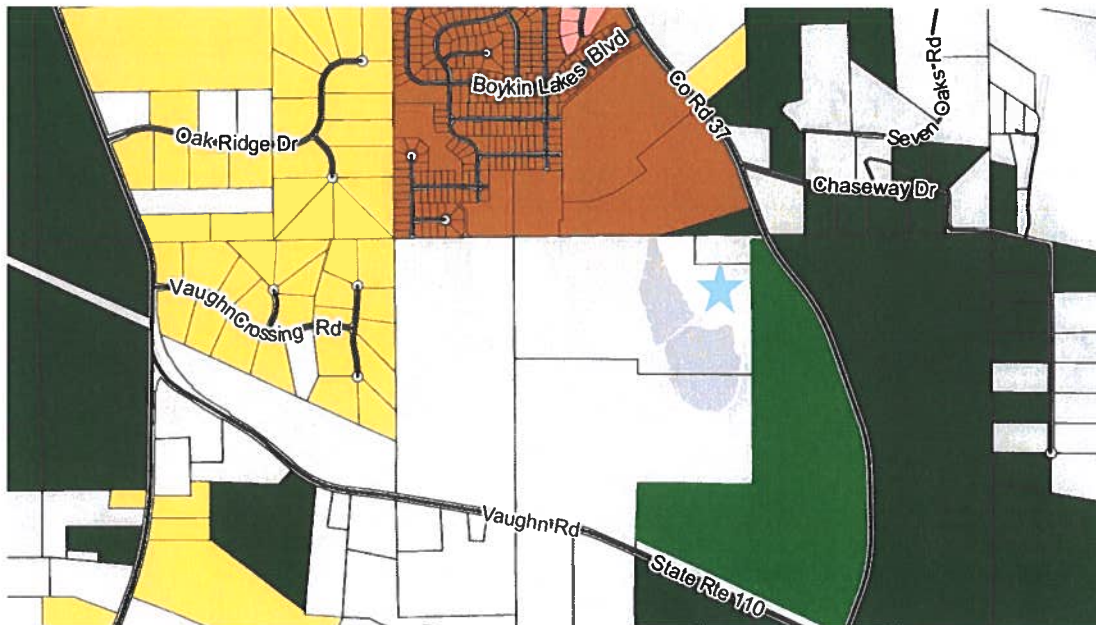 Boykin Lakes Blvd
Co Rd 37
Seven Oaks Rd
Oak Ridge Dr
Chaseway Dr
Vaughn Crossing Rd
Vaughn Rd
State Rte 110